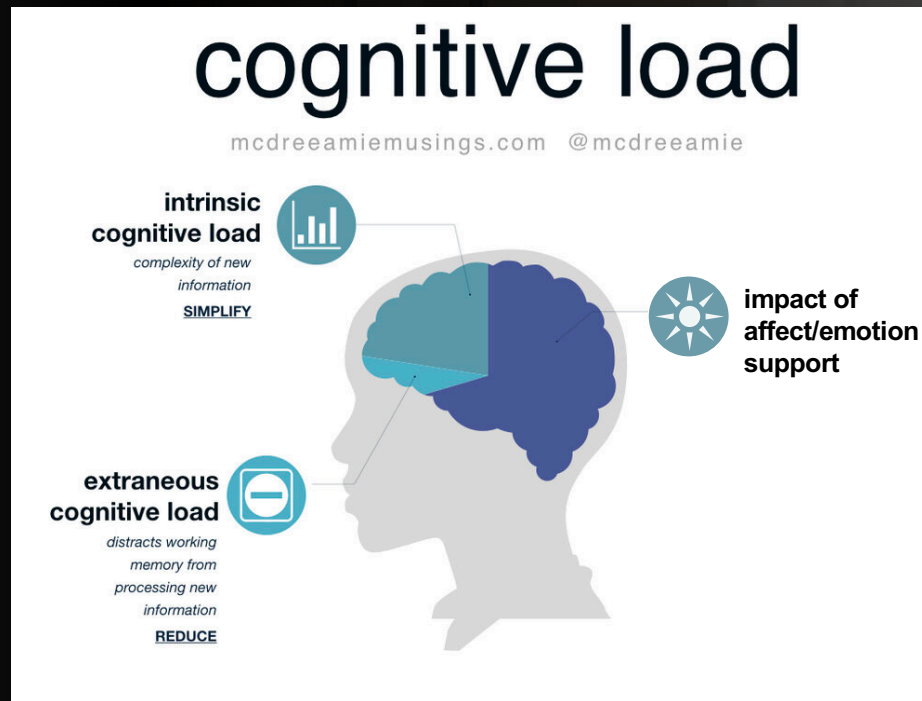 cognitive load
mcdreeamiemusings.com @mcdreeamie
intrinsic
cognitive load
complexity of new
information
SIMPLIFY
impact of
affect/emotion
support
extraneous
cognitive load
distracts working
memory from
processing new
information
REDUCE